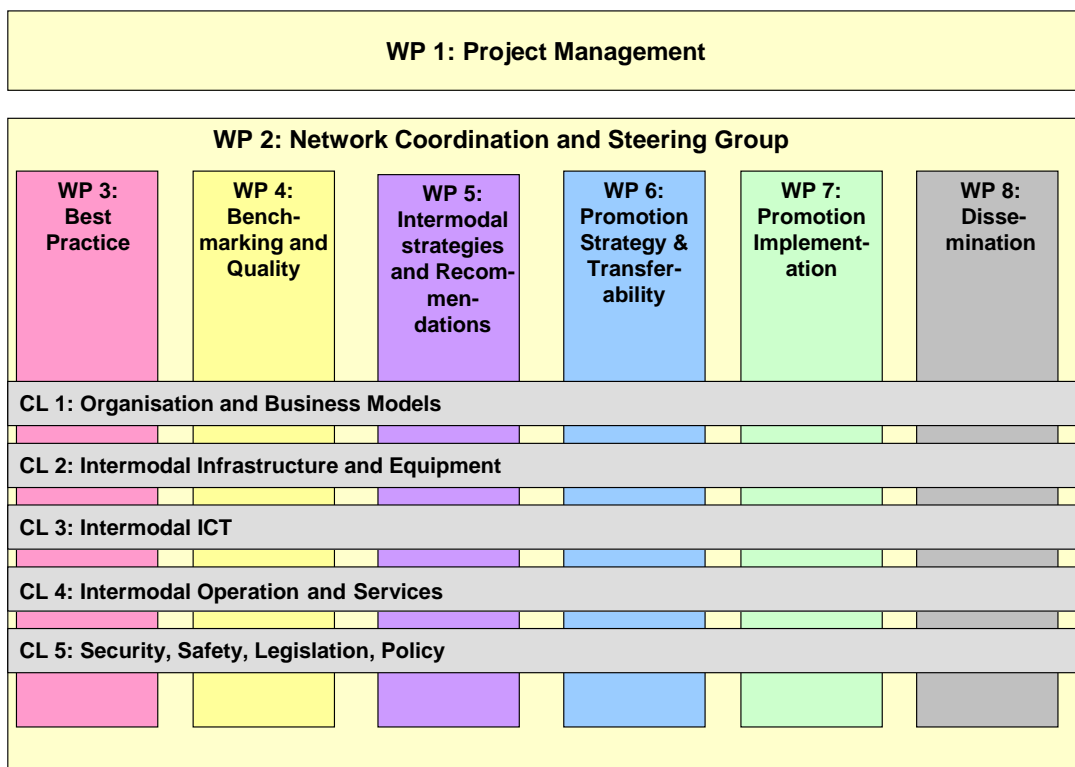 WP 1: Project Management
WP 2: Network Coordination and Steering Group
WP 3:
Best
Practice
WP 4:
Bench-
marking and
Quality
WP 5:
Intermodal
strategies
and Recom-
men-
dations
WP 6:
Promotion
Strategy &
Transfer-
ability
WP 7:
Promotion
Implement-
ation
WP 8:
Disse-
mination
CL 1: Organisation and Business Models
CL 2: Intermodal Infrastructure and Equipment
CL 3: Intermodal ICT
CL 4: Intermodal Operation and Services
CL 5: Security, Safety, Legislation, Policy